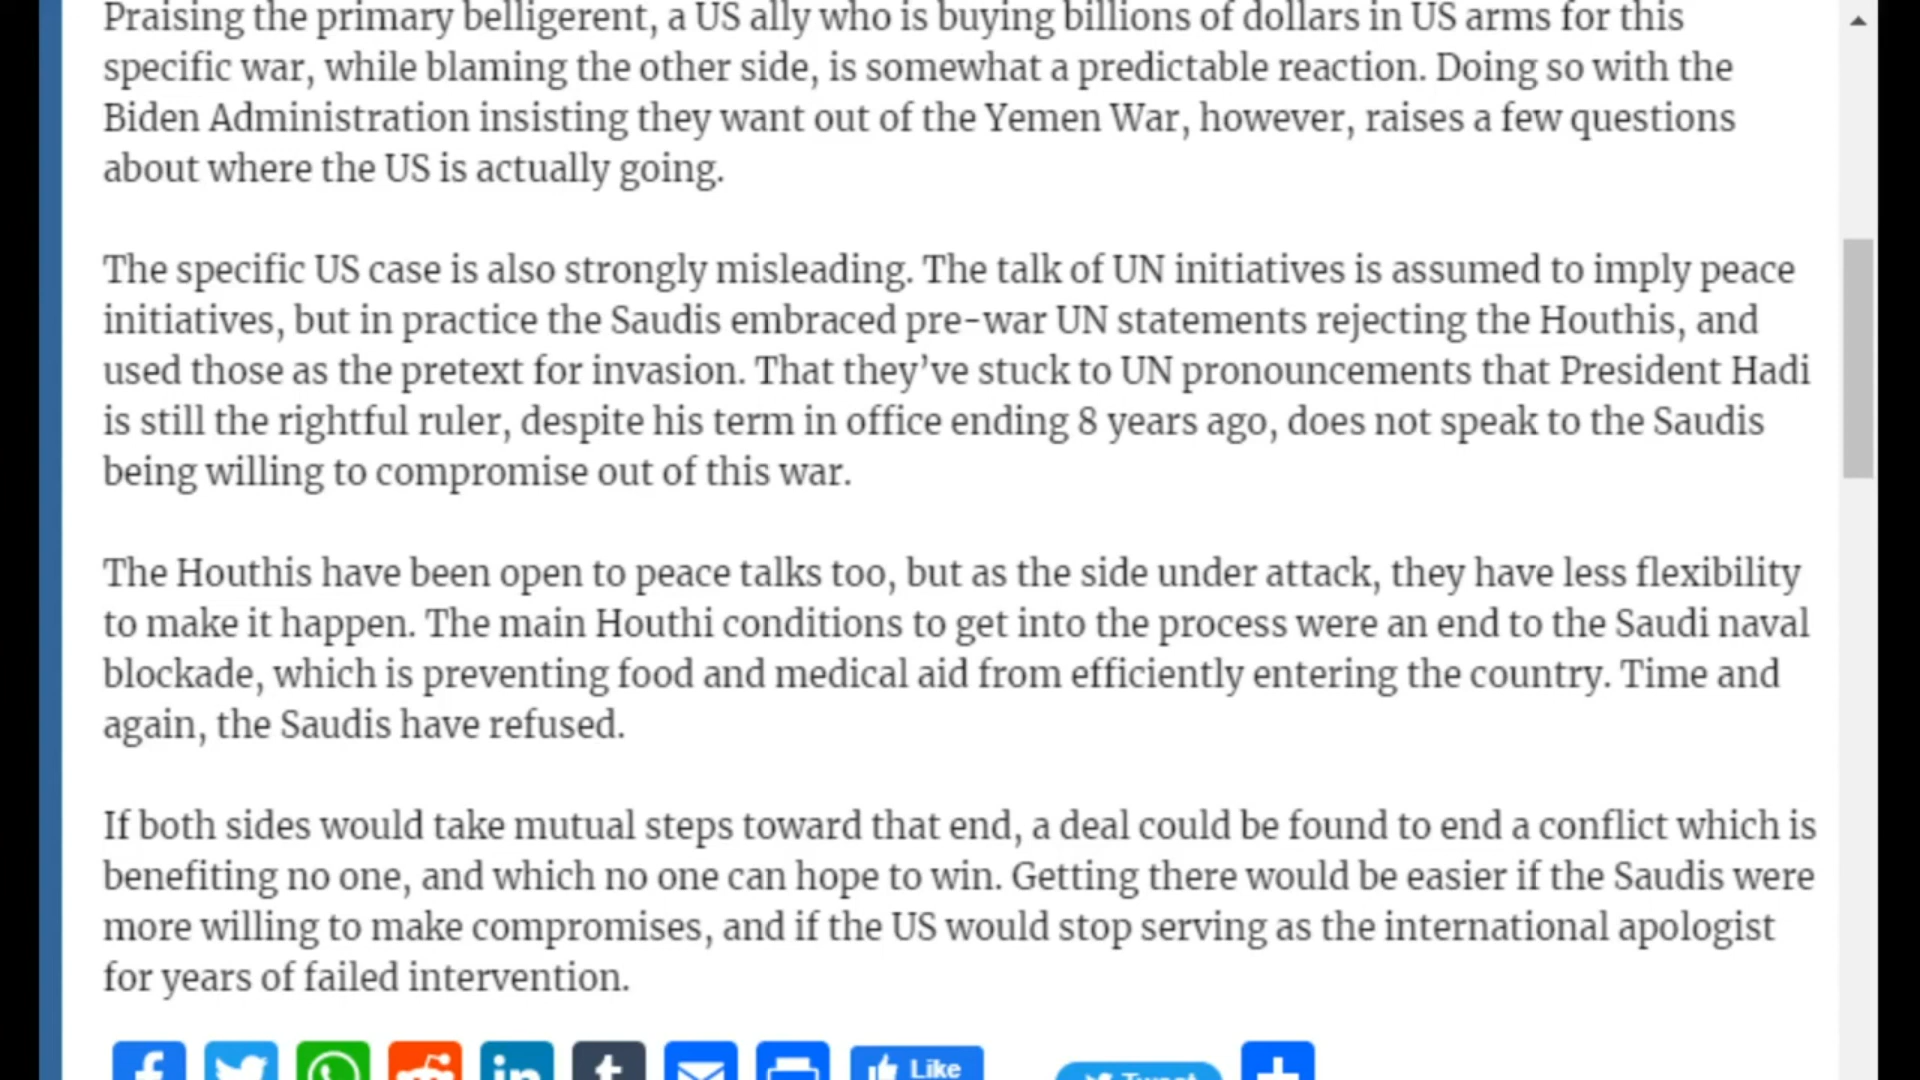 Praising the primary belligerent, a US ally who is buying billions of dollars in US arms for this
specific war, while blaming the other side, is somewhat a predictable reaction. Doing so with the
Biden Administration insisting they want out of the Yemen War, however, raises a few questions
about where the US is actually going.
The specific US case is also strongly misleading. The talk of UN initiatives is assumed to imply peace
initiatives, but in practice the Saudis embraced pre-war UN statements rejecting the Houthis, and
used those as the pretext for invasion. That they’ve stuck to UN pronouncements that President Hadi
is still the rightful ruler, despite his term in office ending 8 years ago, does not speak to the Saudis
being willing to compromise out of this war.
The Houthis have been open to peace talks too, but as the side under attack, they have less flexibility
to make it happen. The main Houthi conditions to get into the process were an end to the Saudi naval
blockade, which is preventing food and medical aid from efficiently entering the country. Time and
again, the Saudis have refused.
If both sides would take mutual steps toward that end, a deal could be found to end a conflict which is
benefiting no one, and which no one can hope to win. Getting there would be easier if the Saudis were
more willing to make compromises, and if the US would stop serving as the international apologist
for years of failed intervention.
Like
Tweet